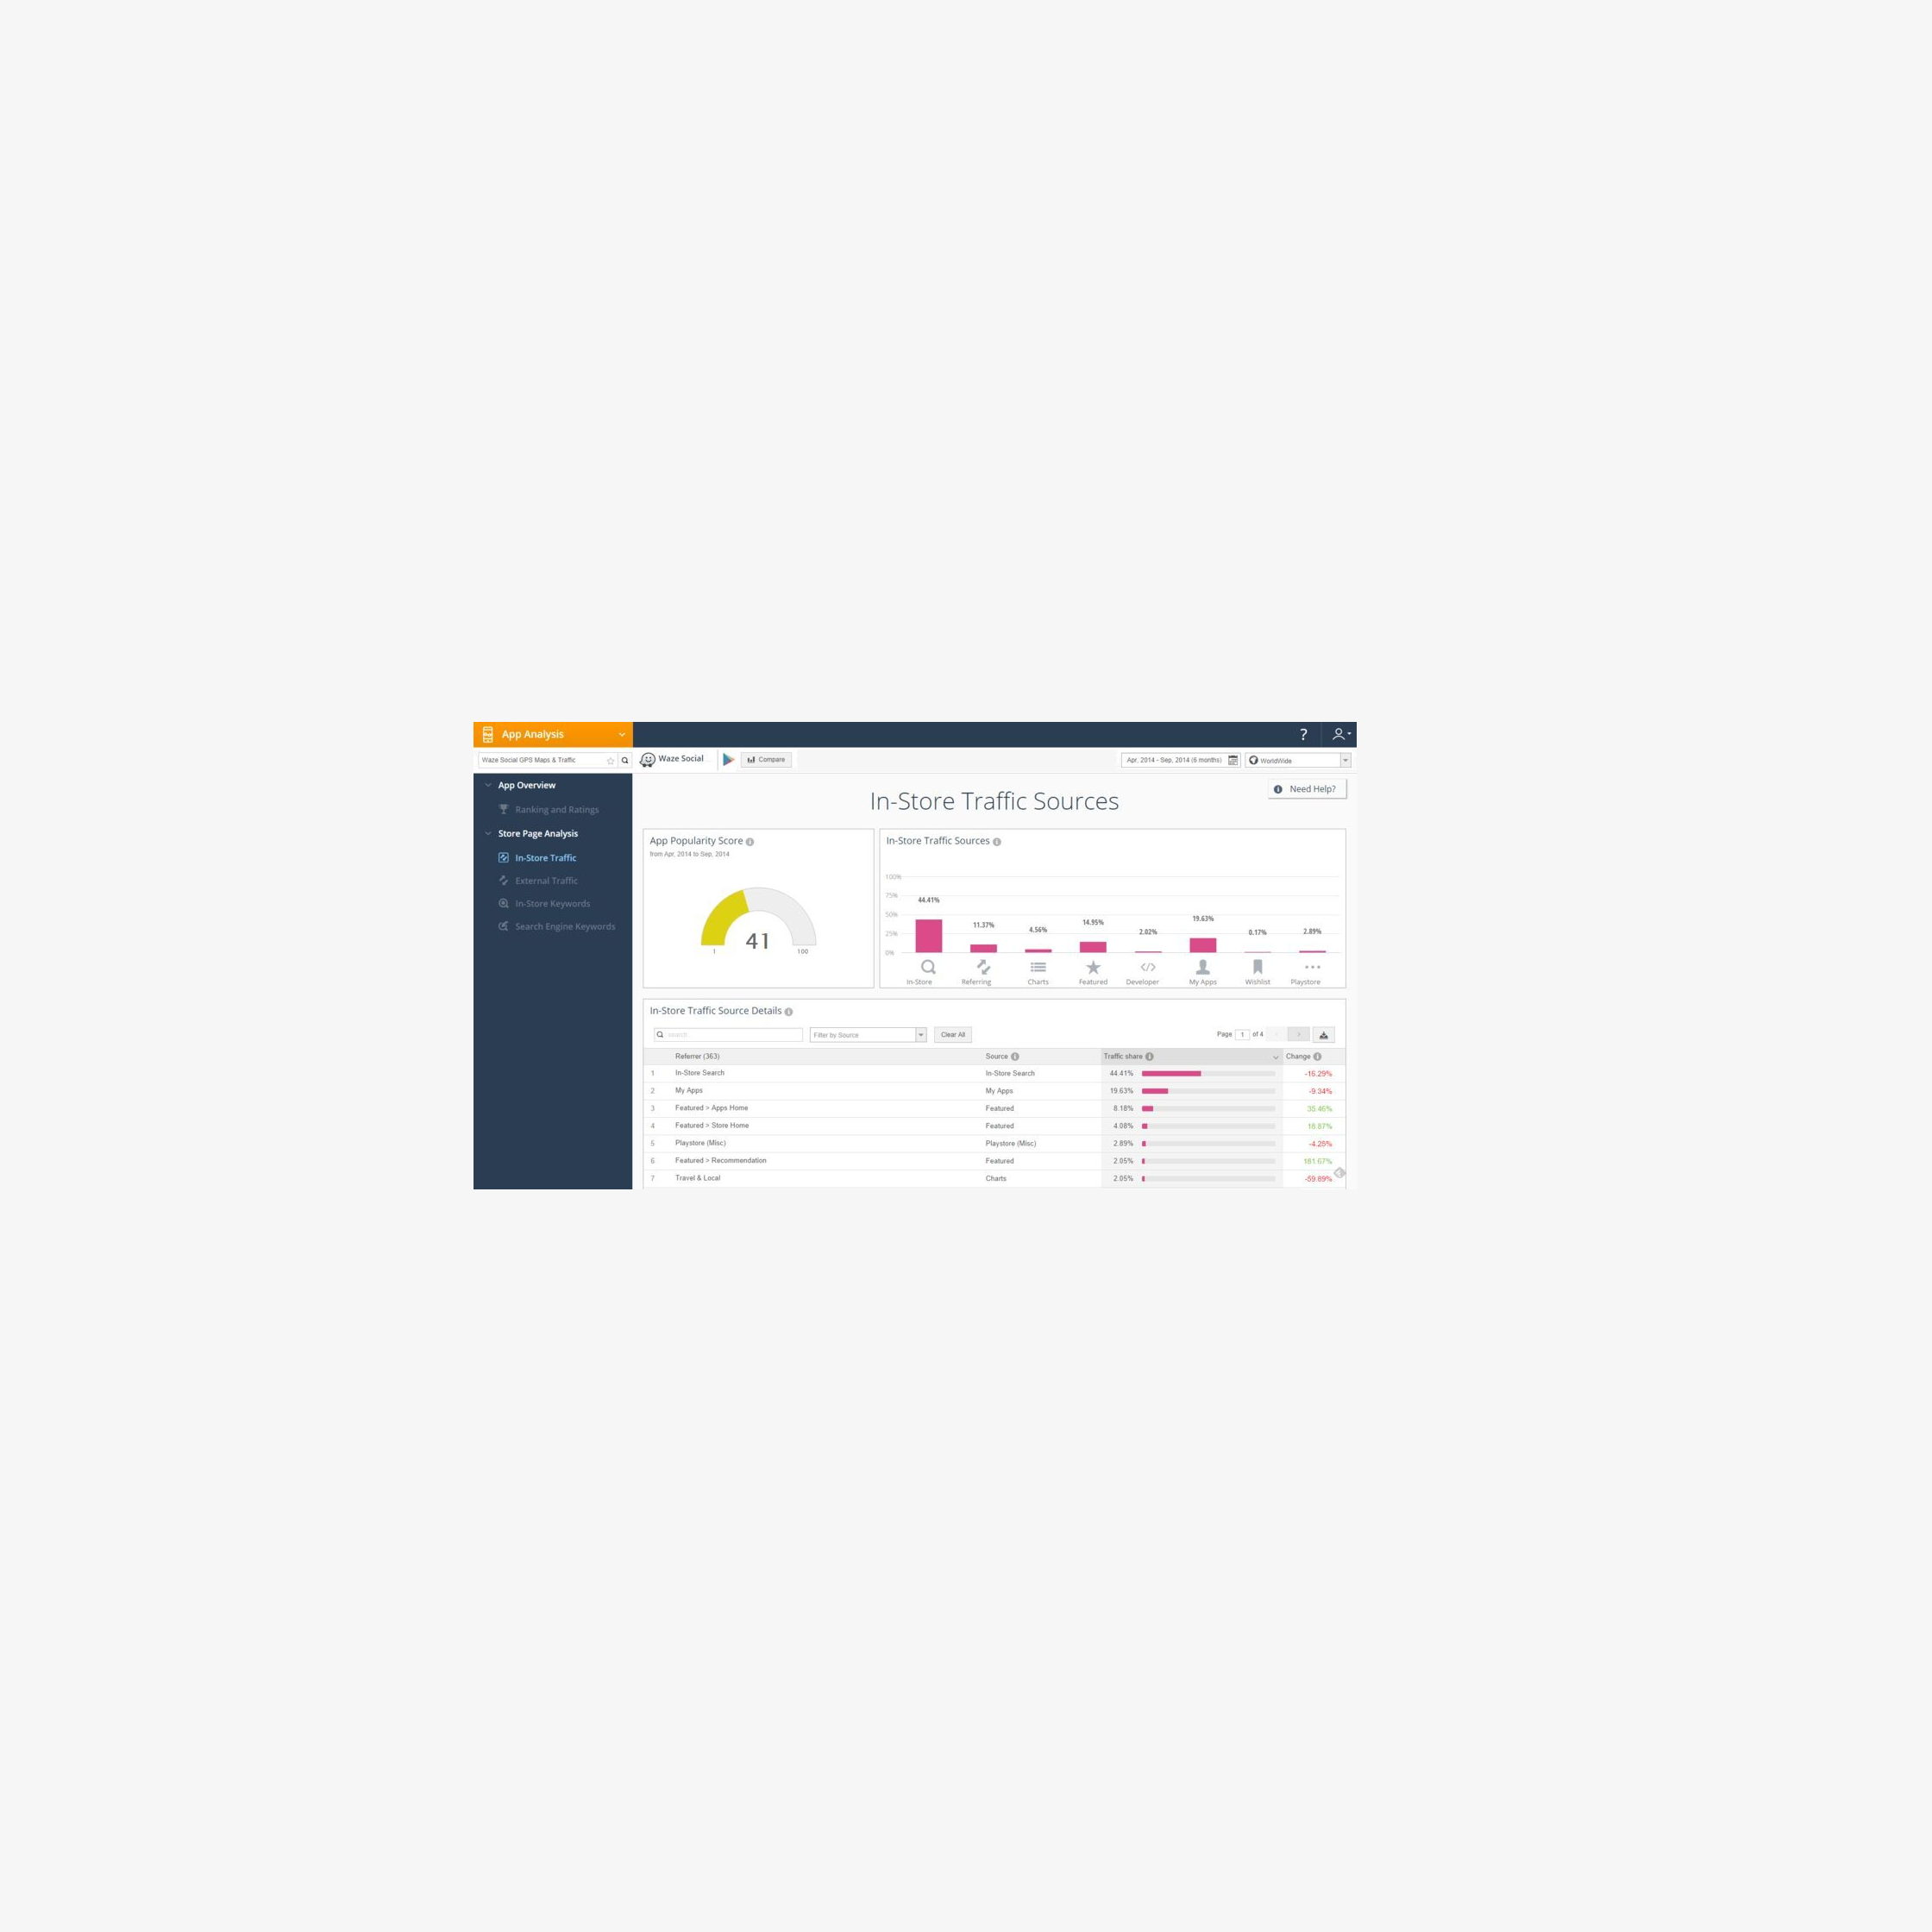 App Analysis
?
Waze Social GPS Maps & Traffic
Waze Social
Compare
Apr, 2014 - Sep, 2014 (6 months)
WorldWide
App Overview
Ranking and Ratings
Store Page Analysis
In-Store Traffic
External Traffic
In-Store Keywords
Search Engine Keywords
In-Store Traffic Sources
Need Help?
App Popularity Score
from Apr, 2014 to Sep, 2014
41
1 100
In-Store Traffic Sources
100%
75%
50%
25%
0%
44.41% 11.37% 4.56% 14.95% 2.02% 19.63% 0.17% 2.89%
In-Store Referring Charts Featured Developer My Apps Wishlist Playstore
In-Store Traffic Source Details
Search.. Filter by Source Clear All Page 1 of 4
Referrer (363) Source Traffic share Change
1 In-Store Search In-Store Search 44.41% -16.29%
2 My Apps My Apps 19.63% -9.34%
3 Featured > Apps Home Featured 8.18% 35.46%
4 Featured > Store Home Featured 4.08% 18.87%
5 Playstore (Misc) Playstore (Misc) 2.89% -4.25%
6 Featured > Recommendation Featured 2.05% 181.67%
7 Travel & Local Charts 2.05% -59.89%